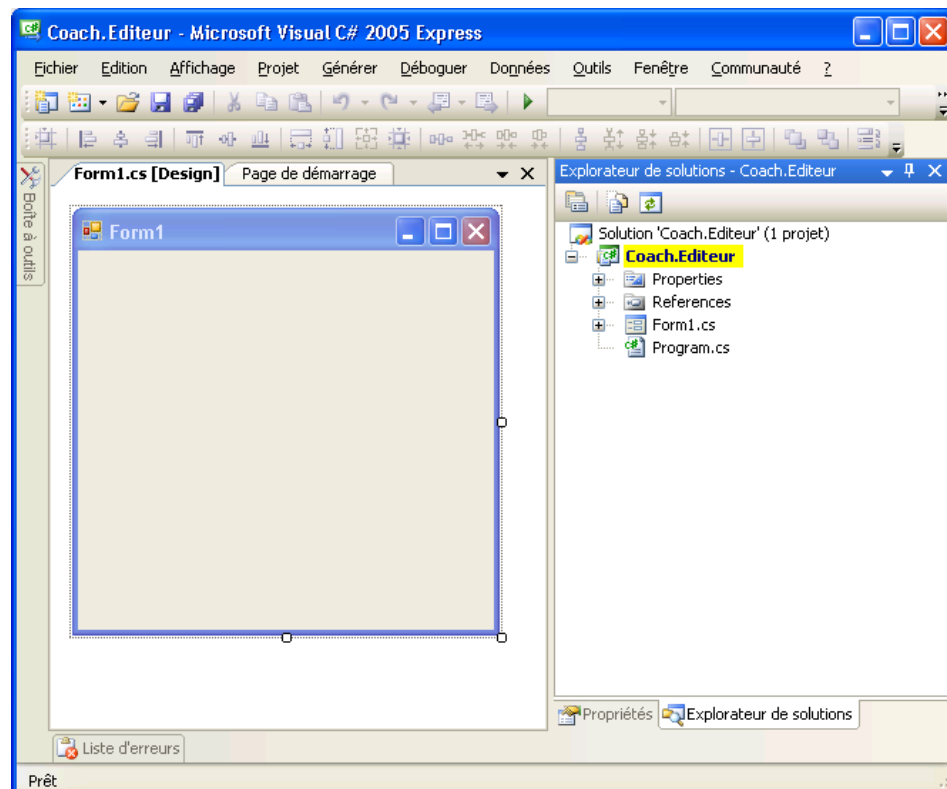 Coach.Editeur - Microsoft Visual C# 2005 Express
Fichier Edition Affichage Projet Générer Déboguer Données Outils Fenêtre Communauté ?
Form1.cs [Design] Page de démarrage
Explorateur de solutions - Coach.Editeur
Boîte à outils
Form1
Solution 'Coach.Editeur' (1 projet)
Coach.Editeur
Properties
References
Form1.cs
Program.cs
Propriétés Explorateur de solutions
Liste d'erreurs
Prêt